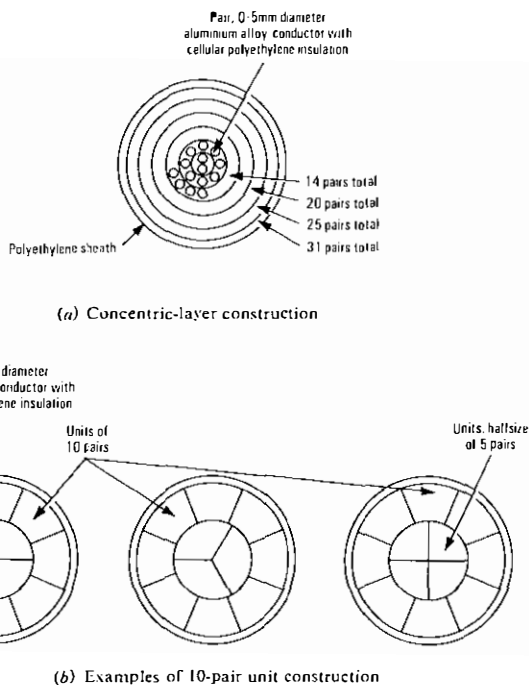 Pair, 0·5mm diameter
aluminium alloy conductor with
cellular polyethylene insulation
14 pairs total
20 pairs total
25 pairs total
31 pairs total
Polyethylene sheath
(a) Concentric-layer construction
diameter
conductor with
ene insulation
Units of
10 pairs
Units, halfsize
of 5 pairs
(b) Examples of 10-pair unit construction